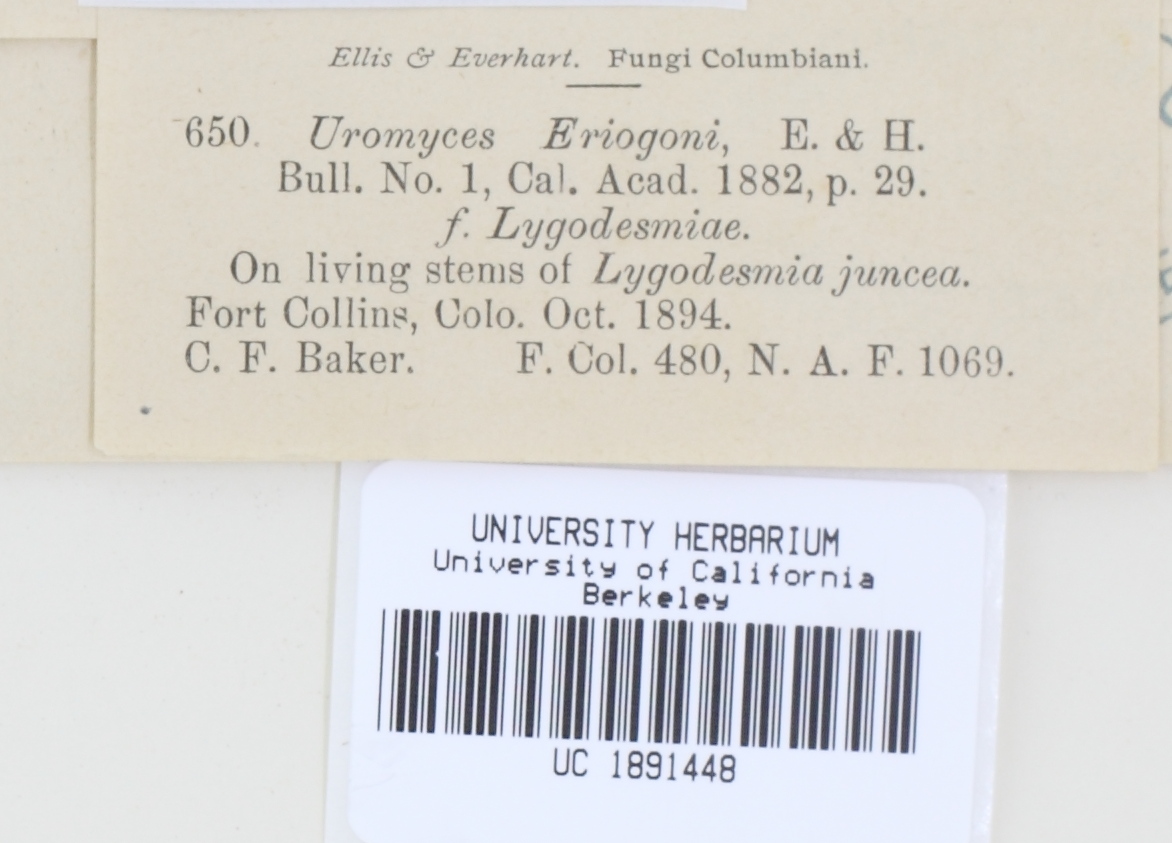 Ellis & Everhart. Fungi Columbiani.
650. Uromyces Eriogoni, E. & H.
Bull. No. 1, Cal. Acad. 1882, p. 29.
f. Lygodesmiae.
On living stems of Lygodesmia juncea.
Fort Collins, Colo. Oct. 1894.
C. F. Baker. F. Col. 480, N. A. F. 1069.
UNIVERSITY HERBARIUM
University of California
Berkeley
UC 1891448